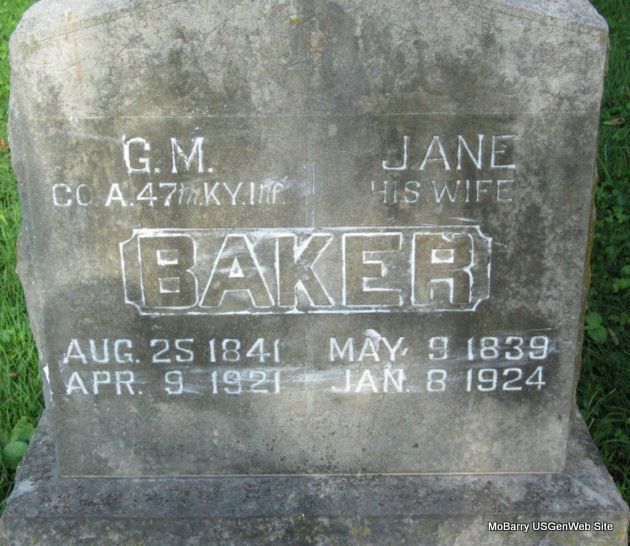 G.M.
CO. A. 47th KY. Inf.
JANE
HIS WIFE
BAKER
AUG. 25 1841
APR. 9 1921
MAY 9 1839
JAN. 8 1924
MoBarry USGenWeb Site